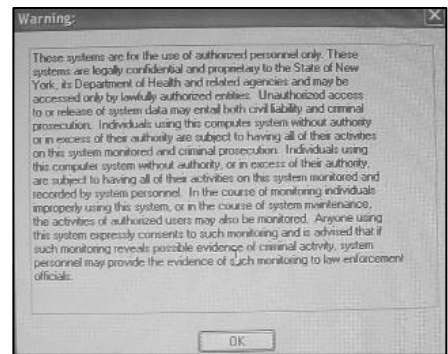 Warning:
These systems are for the use of authorized personnel only. These
systems are legally confidential and proprietary to the State of New
York, its Department of Health and related agencies and may be
accessed only by lawfully authorized entities. Unauthorized access
to or release of system data may entail both civil liability and criminal
prosecution. Individuals using this computer system without authority
or in excess of their authority are subject to having all of their activities
on this system monitored and criminal prosecution. Individuals using
this computer system without authority, or in excess of their authority,
are subject to having all of their activities on this system monitored and
recorded by system personnel. In the course of monitoring individuals
improperly using this system, or in the course of system maintenance,
the activities of authorized users may also be monitored. Anyone using
this system expressly consents to such monitoring and is advised that if
such monitoring reveals possible evidence of criminal activity, system
personnel may provide the evidence of such monitoring to law enforcement
officials.
OK